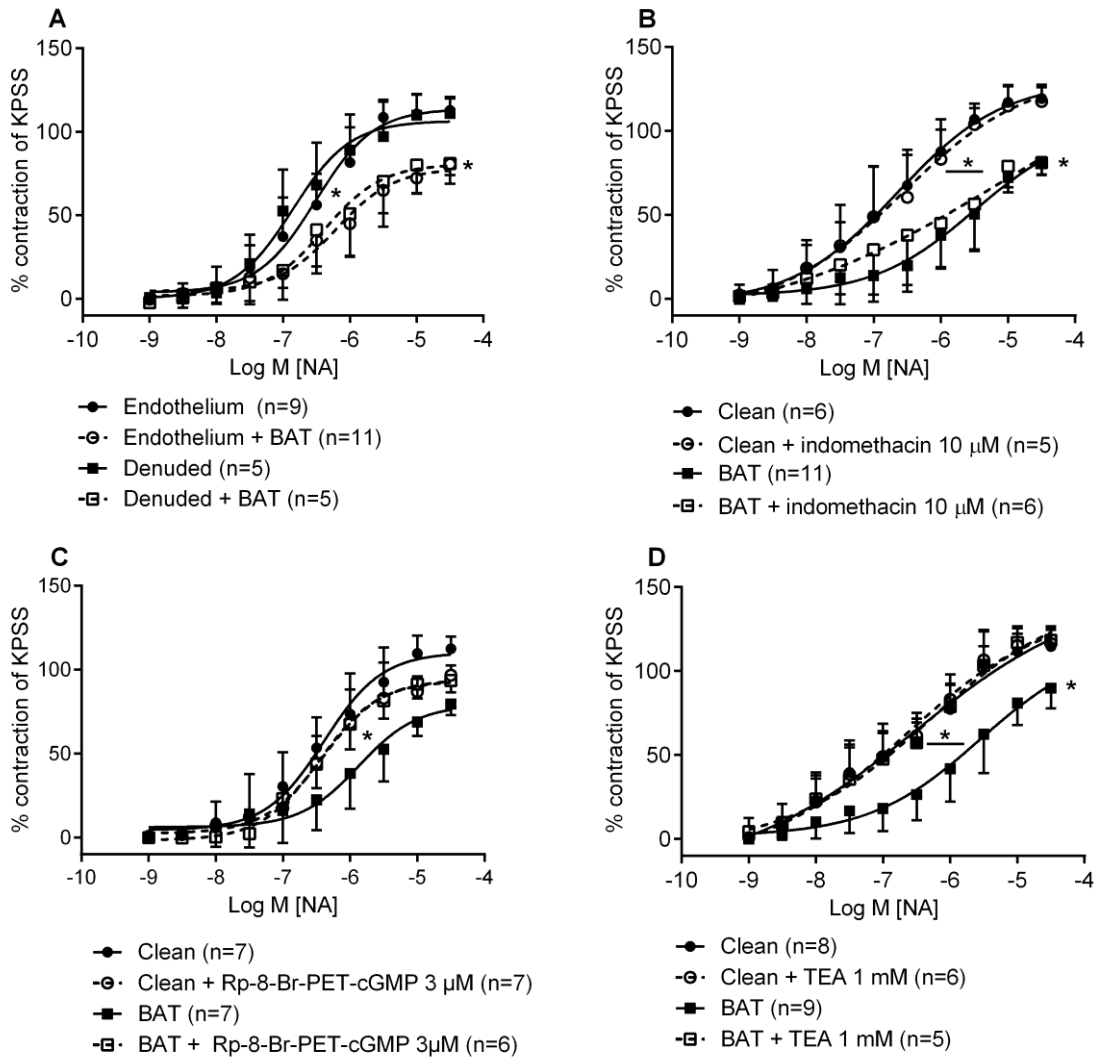 A
% contraction of KPSS
150
100
50
0
-10 -9 -8 -7 -6 -5 -4
Log M [NA]
*
*
Endothelium (n=9)
Endothelium + BAT (n=11)
Denuded (n=5)
Denuded + BAT (n=5)
B
% contraction of KPSS
150
100
50
0
-10 -9 -8 -7 -6 -5 -4
Log M [NA]
*
*
Clean (n=6)
Clean + indomethacin 10 μM (n=5)
BAT (n=11)
BAT + indomethacin 10 μM (n=6)
C
% contraction of KPSS
150
100
50
0
-10 -9 -8 -7 -6 -5 -4
Log M [NA]
*
Clean (n=7)
Clean + Rp-8-Br-PET-cGMP 3 μM (n=7)
BAT (n=7)
BAT + Rp-8-Br-PET-cGMP 3μM (n=6)
D
% contraction of KPSS
150
100
50
0
-10 -9 -8 -7 -6 -5 -4
Log M [NA]
*
*
Clean (n=8)
Clean + TEA 1 mM (n=6)
BAT (n=9)
BAT + TEA 1 mM (n=5)